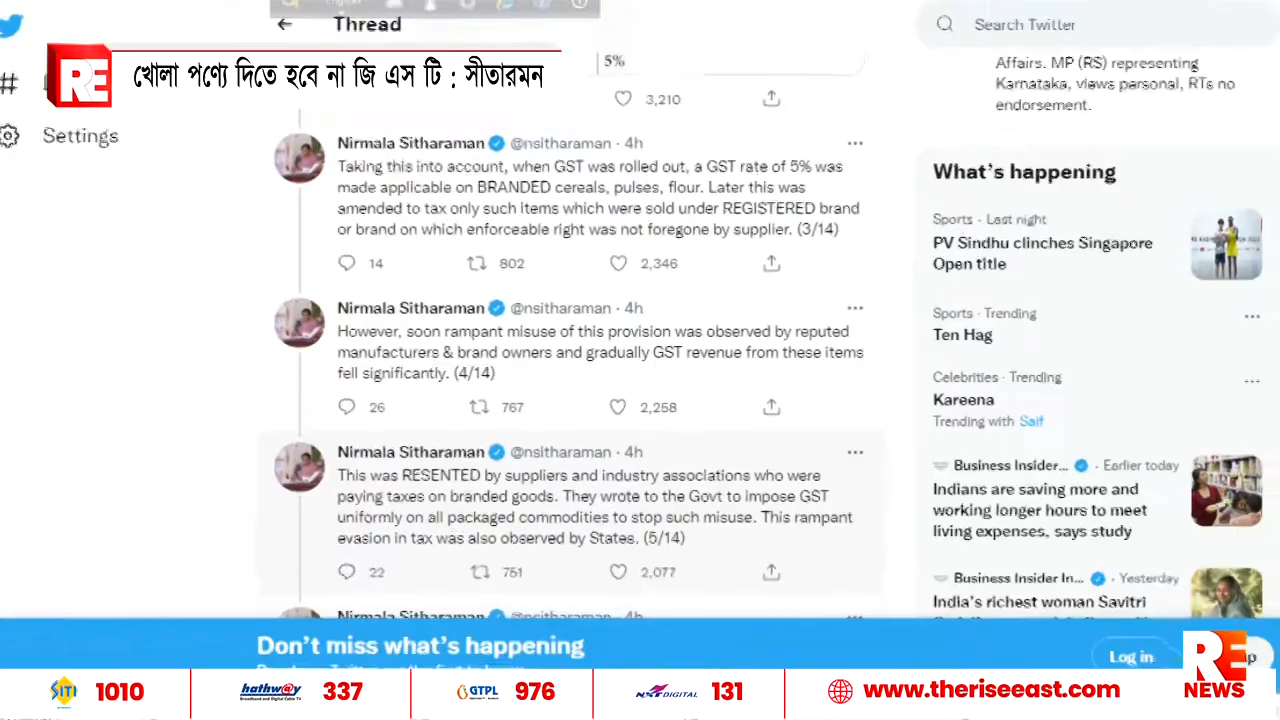 Thread
Search Twitter
RE
খোলা পণ্যে দিতে হবে না জি এস টি : সীতারমন
#
Settings
5%
3,210
Affairs. MP (RS) representing
Karnataka, views personal, RTs no
endorsement.
Nirmala Sitharaman @nsitharaman · 4h
Taking this into account, when GST was rolled out, a GST rate of 5% was
made applicable on BRANDED cereals, pulses, flour. Later this was
amended to tax only such items which were sold under REGISTERED brand
or brand on which enforceable right was not foregone by supplier. (3/14)
14 802 2,346
Nirmala Sitharaman @nsitharaman · 4h
However, soon rampant misuse of this provision was observed by reputed
manufacturers & brand owners and gradually GST revenue from these items
fell significantly. (4/14)
26 767 2,258
Nirmala Sitharaman @nsitharaman · 4h
This was RESENTED by suppliers and industry associations who were
paying taxes on branded goods. They wrote to the Govt to impose GST
uniformly on all packaged commodities to stop such misuse. This rampant
evasion in tax was also observed by States. (5/14)
22 751 2,077
Nirmala Sitharaman @nsitharaman · 4h
What's happening
Sports · Last night
PV Sindhu clinches Singapore
Open title
Sports · Trending
Ten Hag
Celebrities · Trending
Kareena
Trending with Saif
Business Insider... · Earlier today
Indians are saving more and
working longer hours to meet
living expenses, says study
Business Insider In... · Yesterday
India's richest woman Savitri
Don't miss what's happening
Log in
RE
NEWS
SITI 1010
hathway
Broadband and Digital Cable TV
337
GTPL 976
NXT DIGITAL 131
www.theriseeast.com